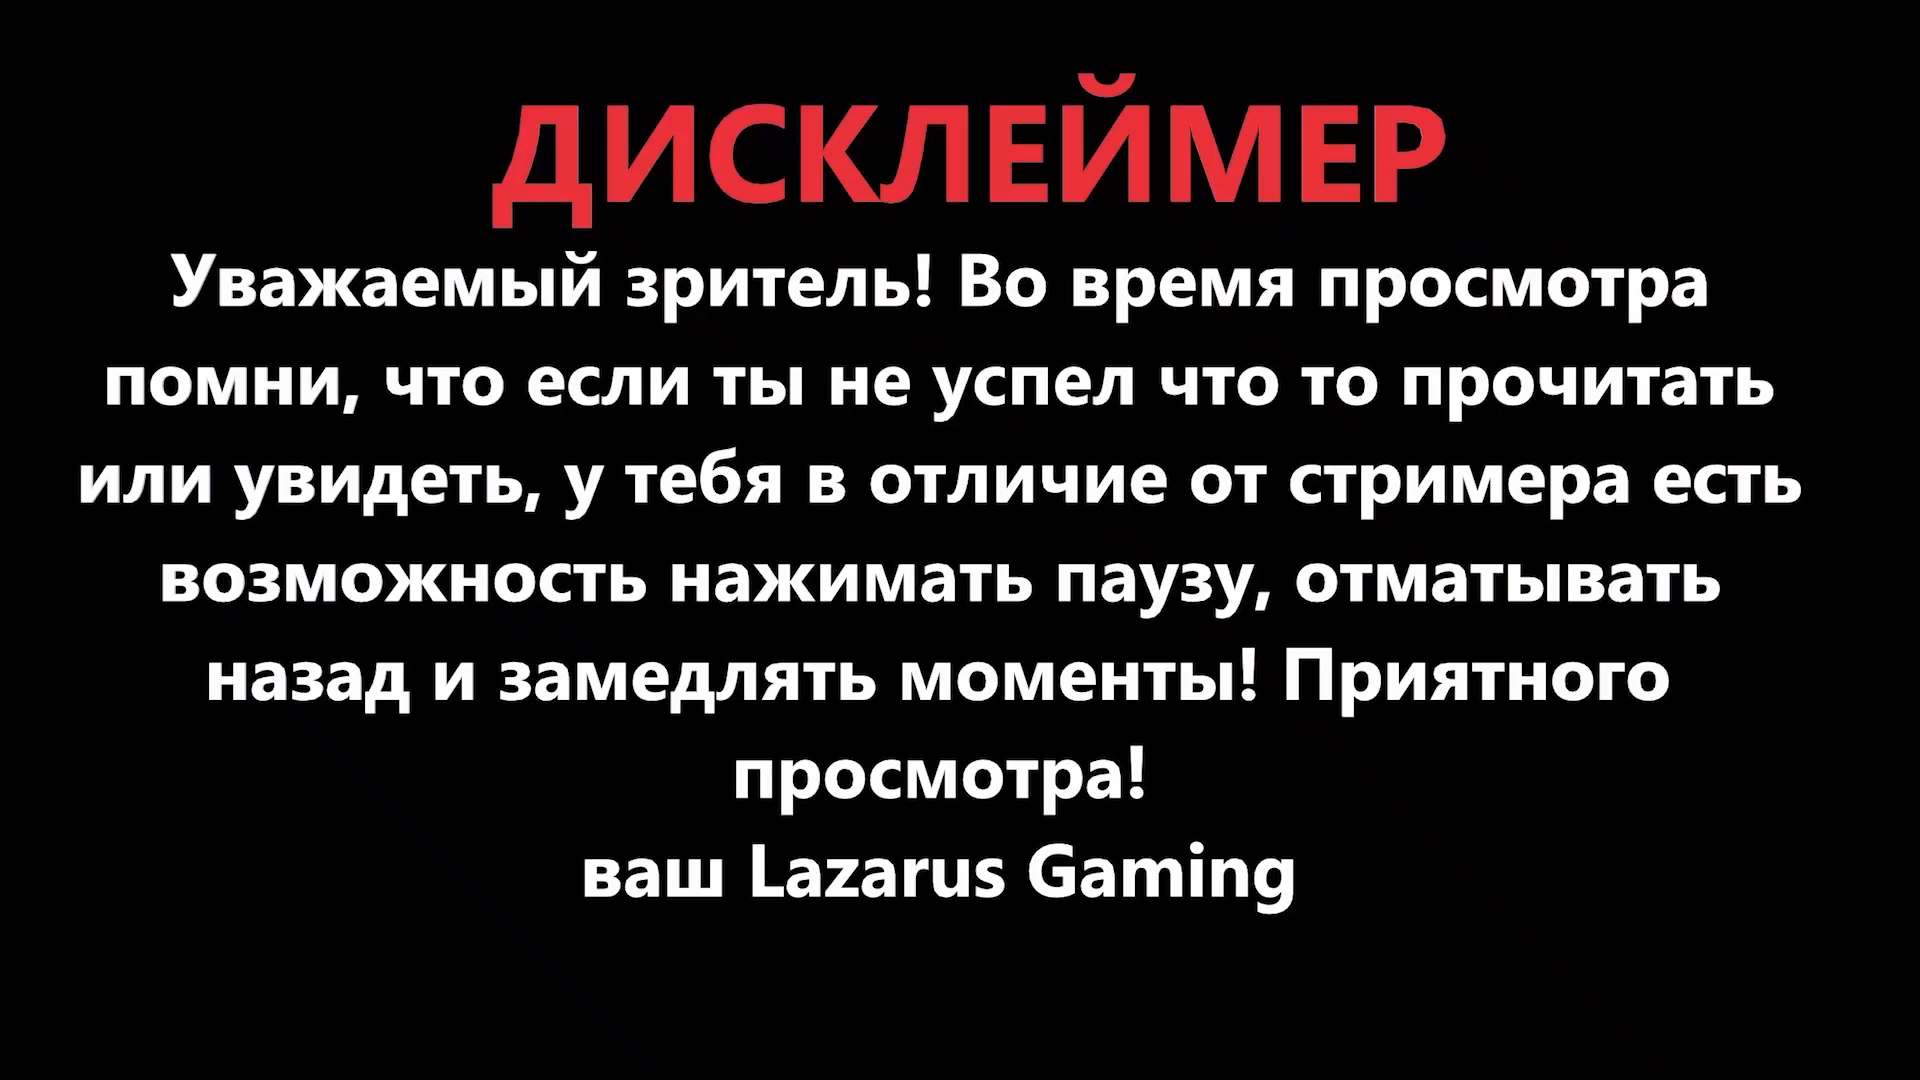 ДИСКЛЕЙМЕР
Уважаемый зритель! Во время просмотра
помни, что если ты не успел что то прочитать
или увидеть, у тебя в отличие от стримера есть
возможность нажимать паузу, отматывать
назад и замедлять моменты! Приятного
просмотра!
ваш Lazarus Gaming